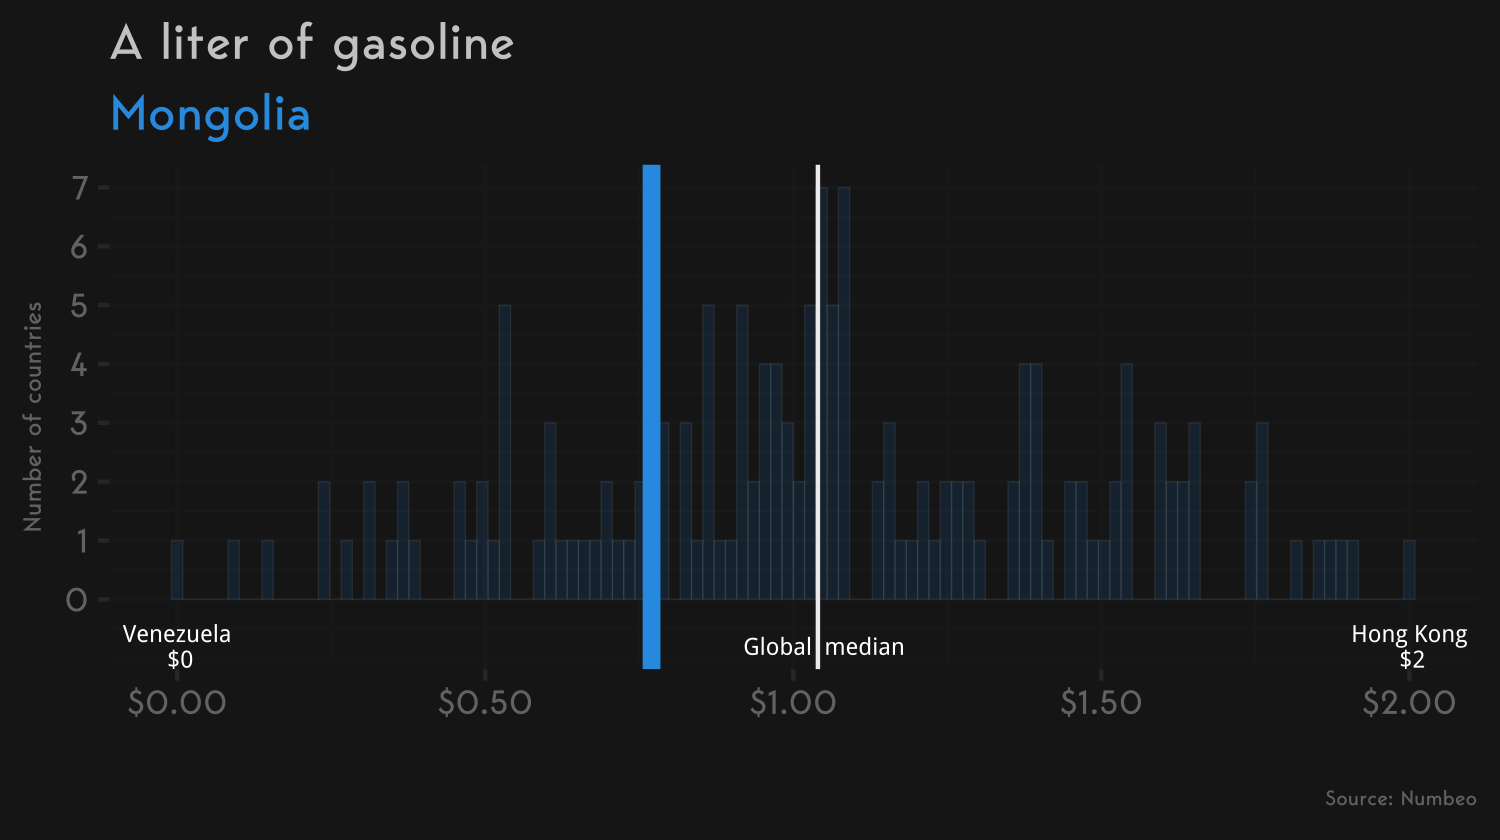 A liter of gasoline
Mongolia
Number of countries
7
6
5
4
3
2
1
0
Venezuela
$0
Global median
Hong Kong
$2
$0.00 $0.50 $1.00 $1.50 $2.00
Source: Numbeo